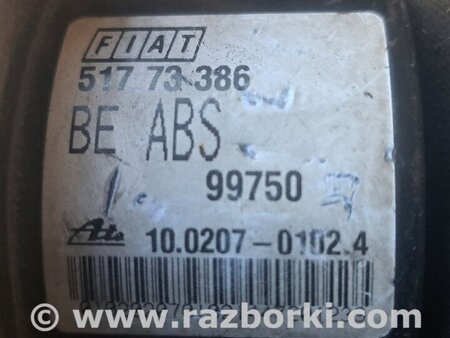 FIAT
517 73 386
BE ABS
99750
Ate 10.0207-0102.4
© www.razborki.com